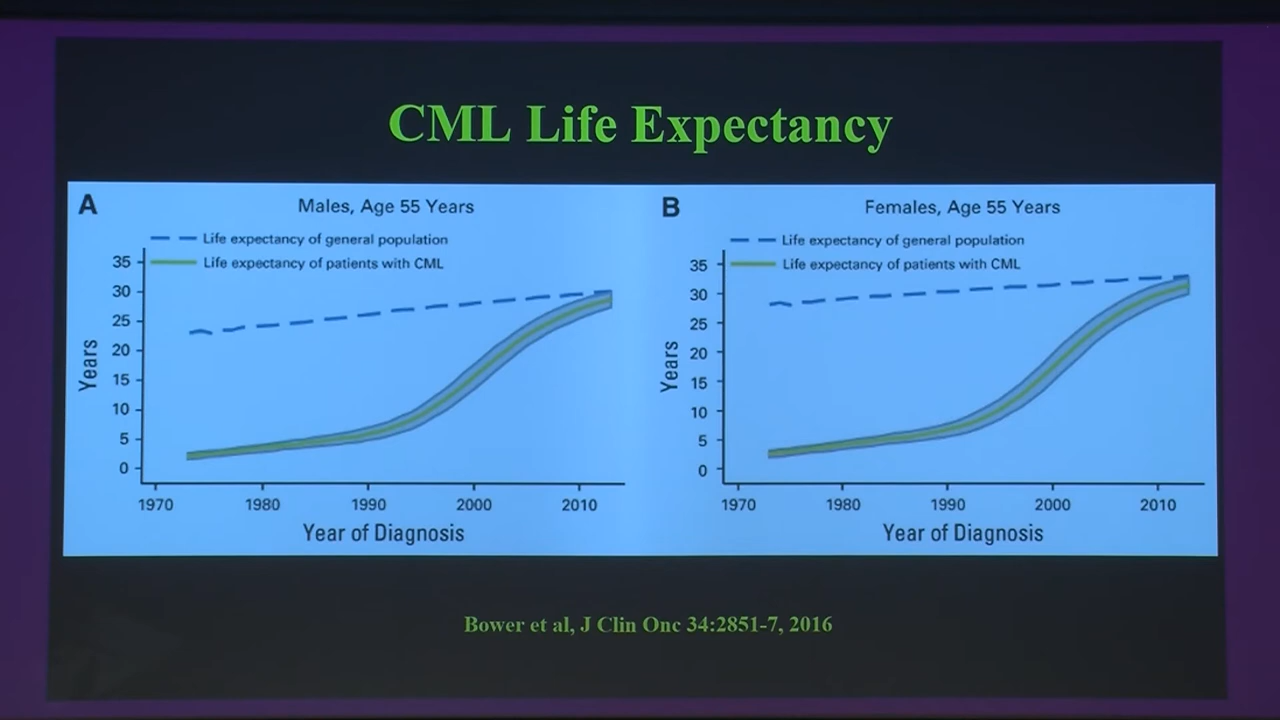 CML Life Expectancy
A
Males, Age 55 Years
Life expectancy of general population
Life expectancy of patients with CML
35
30
25
20
15
10
5
0
Years
1970 1980 1990 2000 2010
Year of Diagnosis
B
Females, Age 55 Years
Life expectancy of general population
Life expectancy of patients with CML
35
30
25
20
15
10
5
0
Years
1970 1980 1990 2000 2010
Year of Diagnosis
Bower et al, J Clin Onc 34:2851-7, 2016